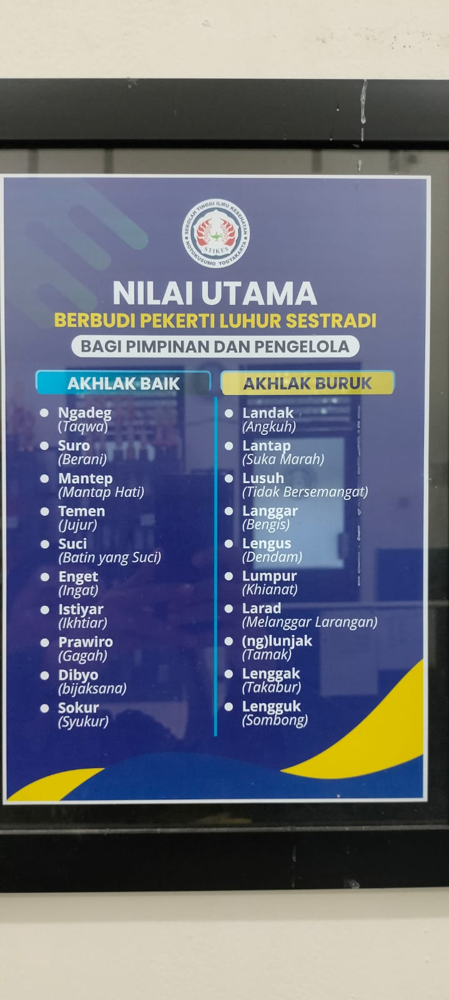 SEKOLAH TINGGI ILMU KESEHATAN
STIKES
NOTOKUSUMO YOGYAKARTA
NILAI UTAMA
BERBUDI PEKERTI LUHUR SESTRADI
BAGI PIMPINAN DAN PENGELOLA
AKHLAK BAIK
Ngadeg
(Taqwa)
Suro
(Berani)
Mantep
(Mantap Hati)
Temen
(Jujur)
Suci
(Batin yang Suci)
Enget
(Ingat)
Istiyar
(Ikhtiar)
Prawiro
(Gagah)
Dibyo
(bijaksana)
Sokur
(Syukur)
AKHLAK BURUK
Landak
(Angkuh)
Lantap
(Suka Marah)
Lusuh
(Tidak Bersemangat)
Langgar
(Bengis)
Lengus
(Dendam)
Lumpur
(Khianat)
Larad
(Melanggar Larangan)
(ng)lunjak
(Tamak)
Lenggak
(Takabur)
Lengguk
(Sombong)